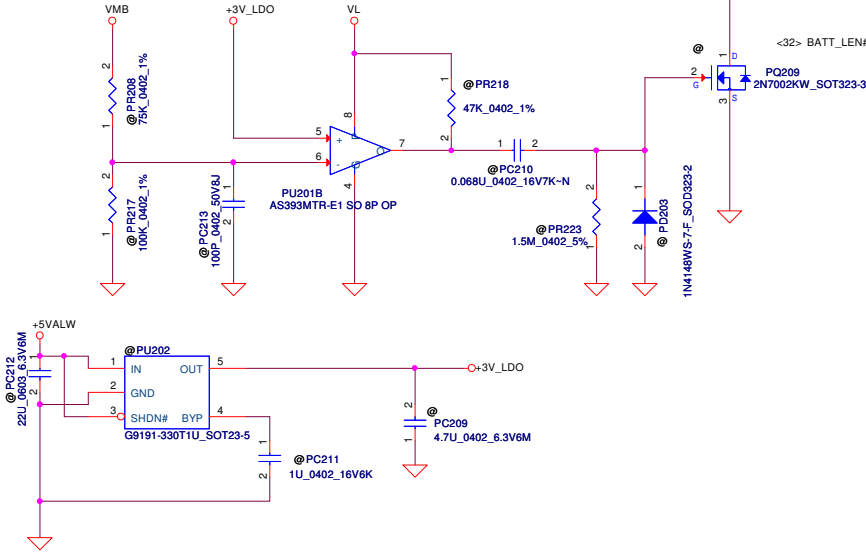 VMB
+3V_LDO
VL
<32> BATT_LEN#
@
1
D
2
G
S
3
PQ209
2N7002KW_SOT323-3
2
@PR208
75K_0402_1%
1
1
@PR218
47K_0402_1%
2
8
P
5
+
6
-
O
7
G
4
PU201B
AS393MTR-E1 SO 8P OP
1
2
@PC210
0.068U_0402_16V7K~N
2
@PR217
100K_0402_1%
1
1
@PC213
100P_0402_50V8J
2
2
@PR223
1.5M_0402_5%
1
1
@PD203
2
1N4148WS-7-F_SOD323-2
+5VALW
1
@PC212
22U_0603_6.3V6M
2
@PU202
1
IN
OUT
5
2
GND
3
SHDN#
BYP
4
G9191-330T1U_SOT23-5
+3V_LDO
2
@
PC209
4.7U_0402_6.3V6M
1
1
@PC211
1U_0402_16V6K
2